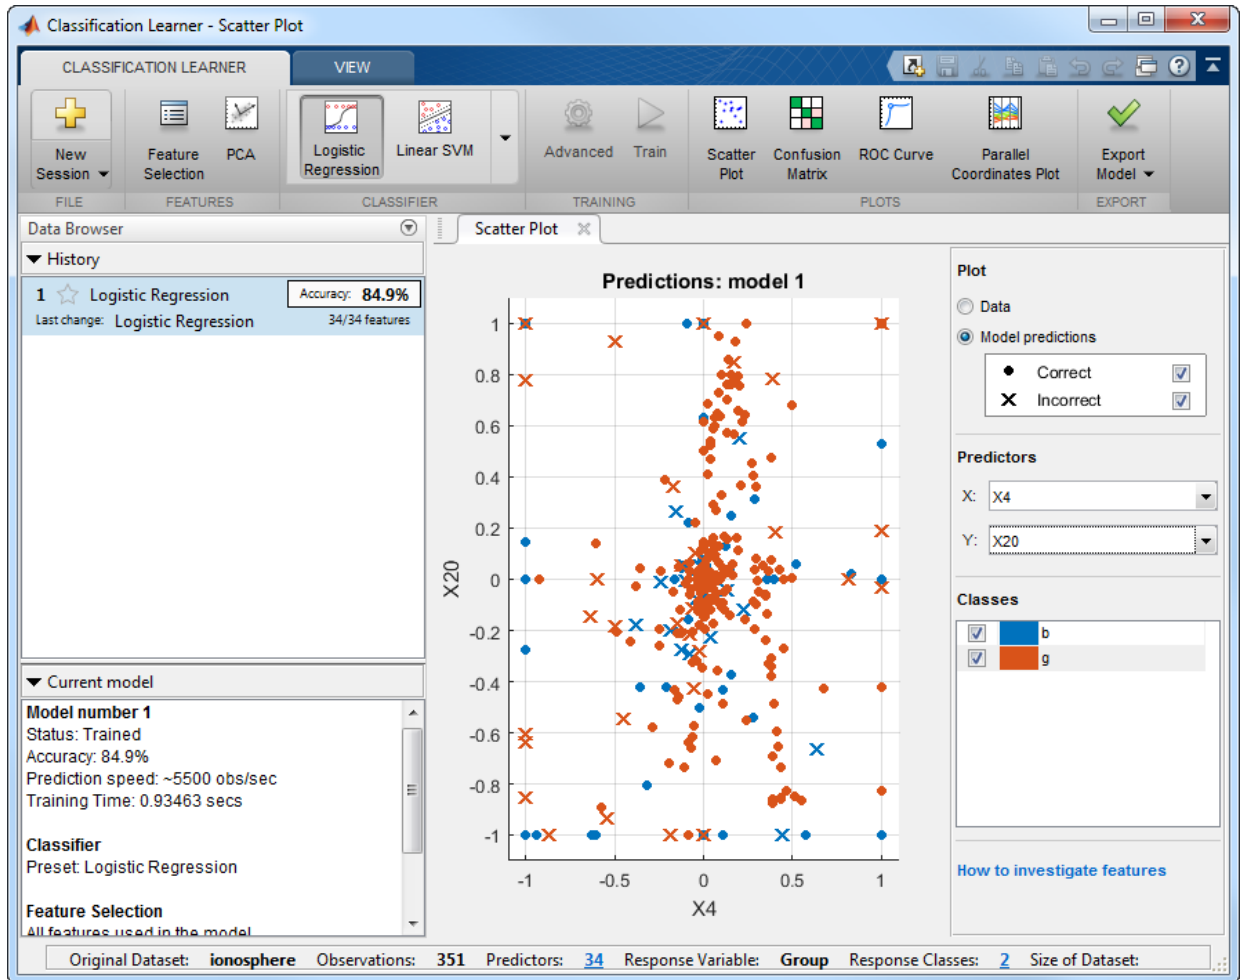 Classification Learner - Scatter Plot
CLASSIFICATION LEARNER
VIEW
New
Session
Feature
Selection
PCA
Logistic
Regression
Linear SVM
Advanced
Train
Scatter
Plot
Confusion
Matrix
ROC Curve
Parallel
Coordinates Plot
Export
Model
FILE
FEATURES
CLASSIFIER
TRAINING
PLOTS
EXPORT
Data Browser
History
1 Logistic Regression Accuracy: 84.9%
Last change: Logistic Regression 34/34 features
Current model
Model number 1
Status: Trained
Accuracy: 84.9%
Prediction speed: ~5500 obs/sec
Training Time: 0.93463 secs
Classifier
Preset: Logistic Regression
Feature Selection
All features used in the model
Scatter Plot
Predictions: model 1
1
0.8
0.6
0.4
0.2
0
-0.2
-0.4
-0.6
-0.8
-1
X20
-1 -0.5 0 0.5 1
X4
Plot
Data
Model predictions
Correct
Incorrect
Predictors
X: X4
Y: X20
Classes
b
g
How to investigate features
Original Dataset: ionosphere Observations: 351 Predictors: 34 Response Variable: Group Response Classes: 2 Size of Dataset: